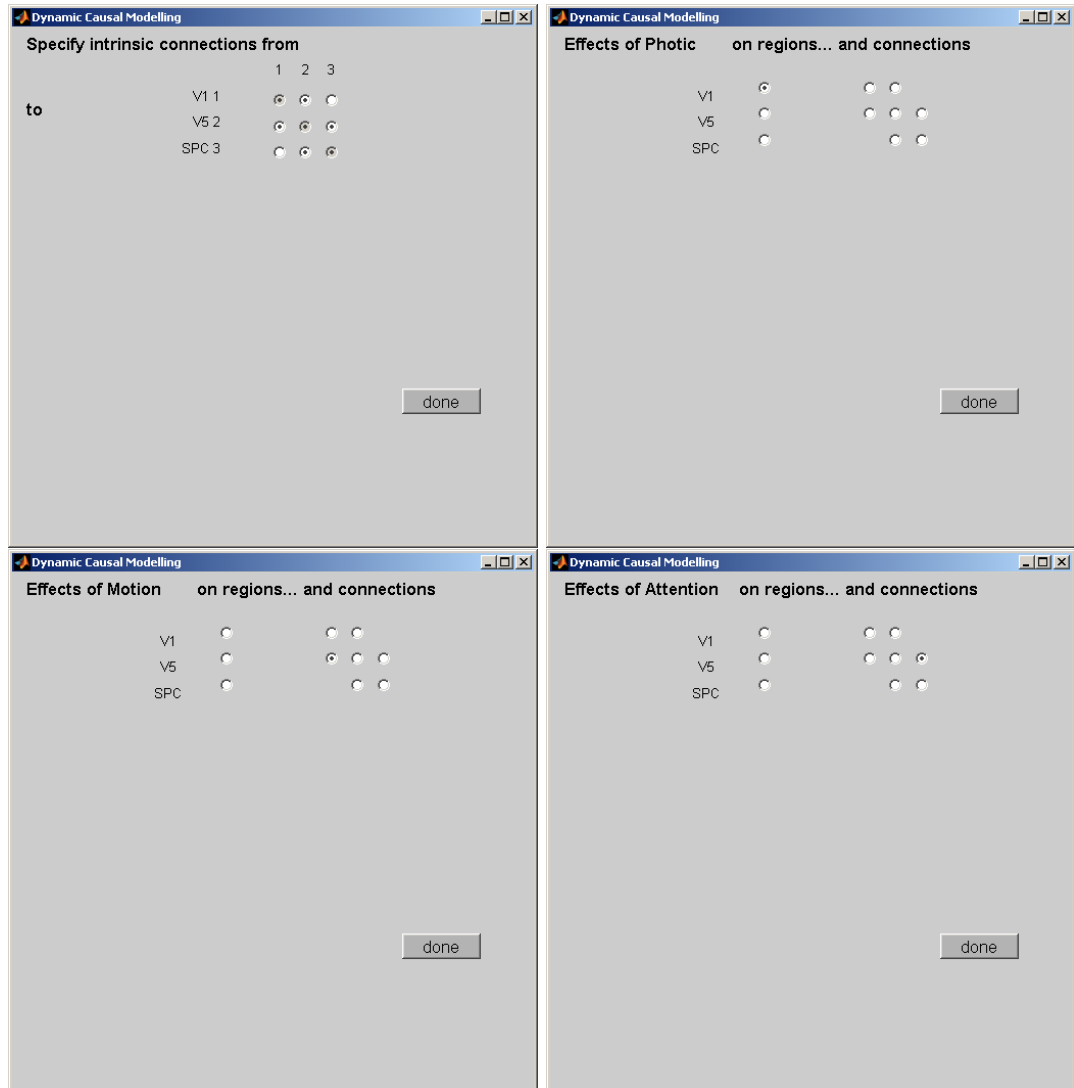 Dynamic Causal Modelling
Specify intrinsic connections from
1 2 3
V1 1
to
V5 2
SPC 3
done
Dynamic Causal Modelling
Effects of Photic on regions... and connections
V1
V5
SPC
done
Dynamic Causal Modelling
Effects of Motion on regions... and connections
V1
V5
SPC
done
Dynamic Causal Modelling
Effects of Attention on regions... and connections
V1
V5
SPC
done